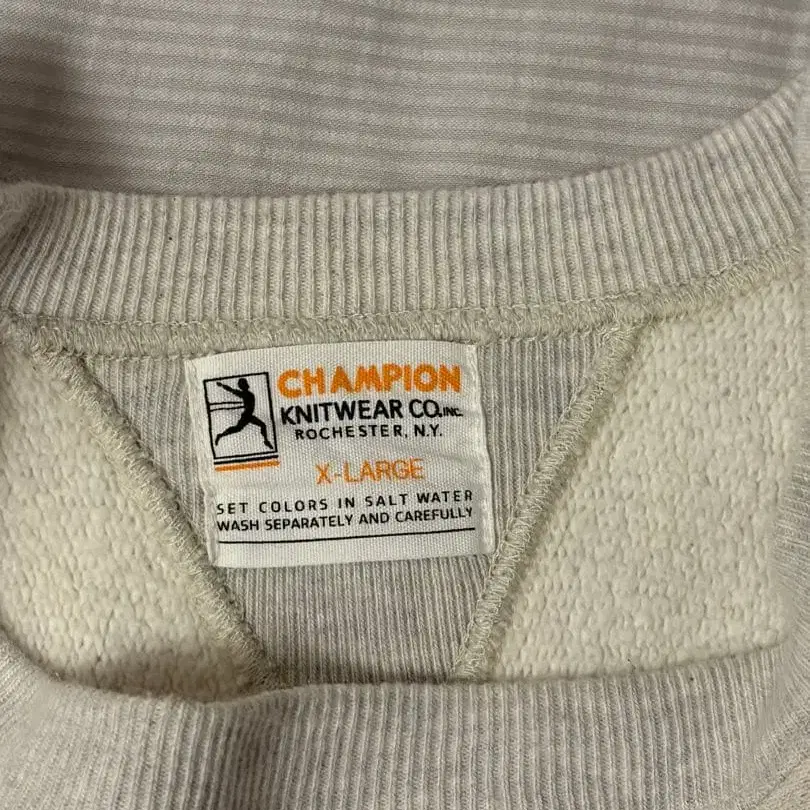 CHAMPION
KNITWEAR CO., INC.
ROCHESTER, N.Y.
X-LARGE
SET COLORS IN SALT WATER
WASH SEPARATELY AND CAREFULLY